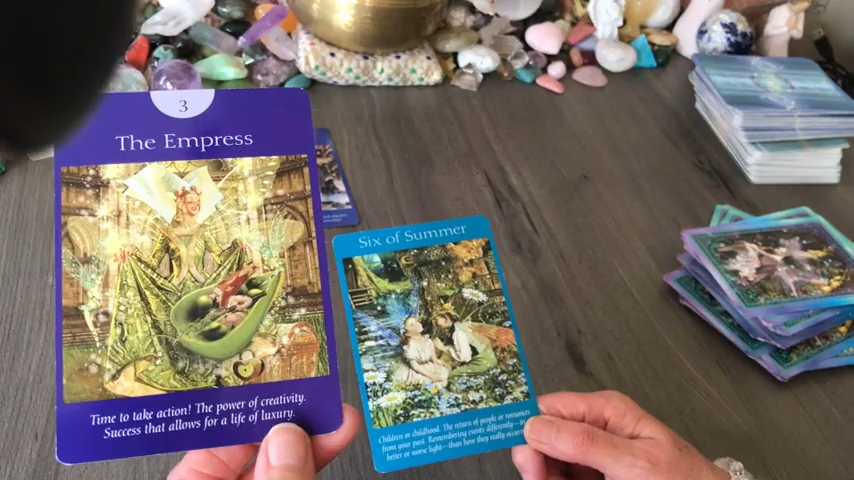 3
The Empress
Time to take action! The power of creativity.
Success that allows for a life of luxury.
Six of Summer
Children or childhood. The return of people or romances
from your past. Remembering events differently—in
better or worse light—than how they really